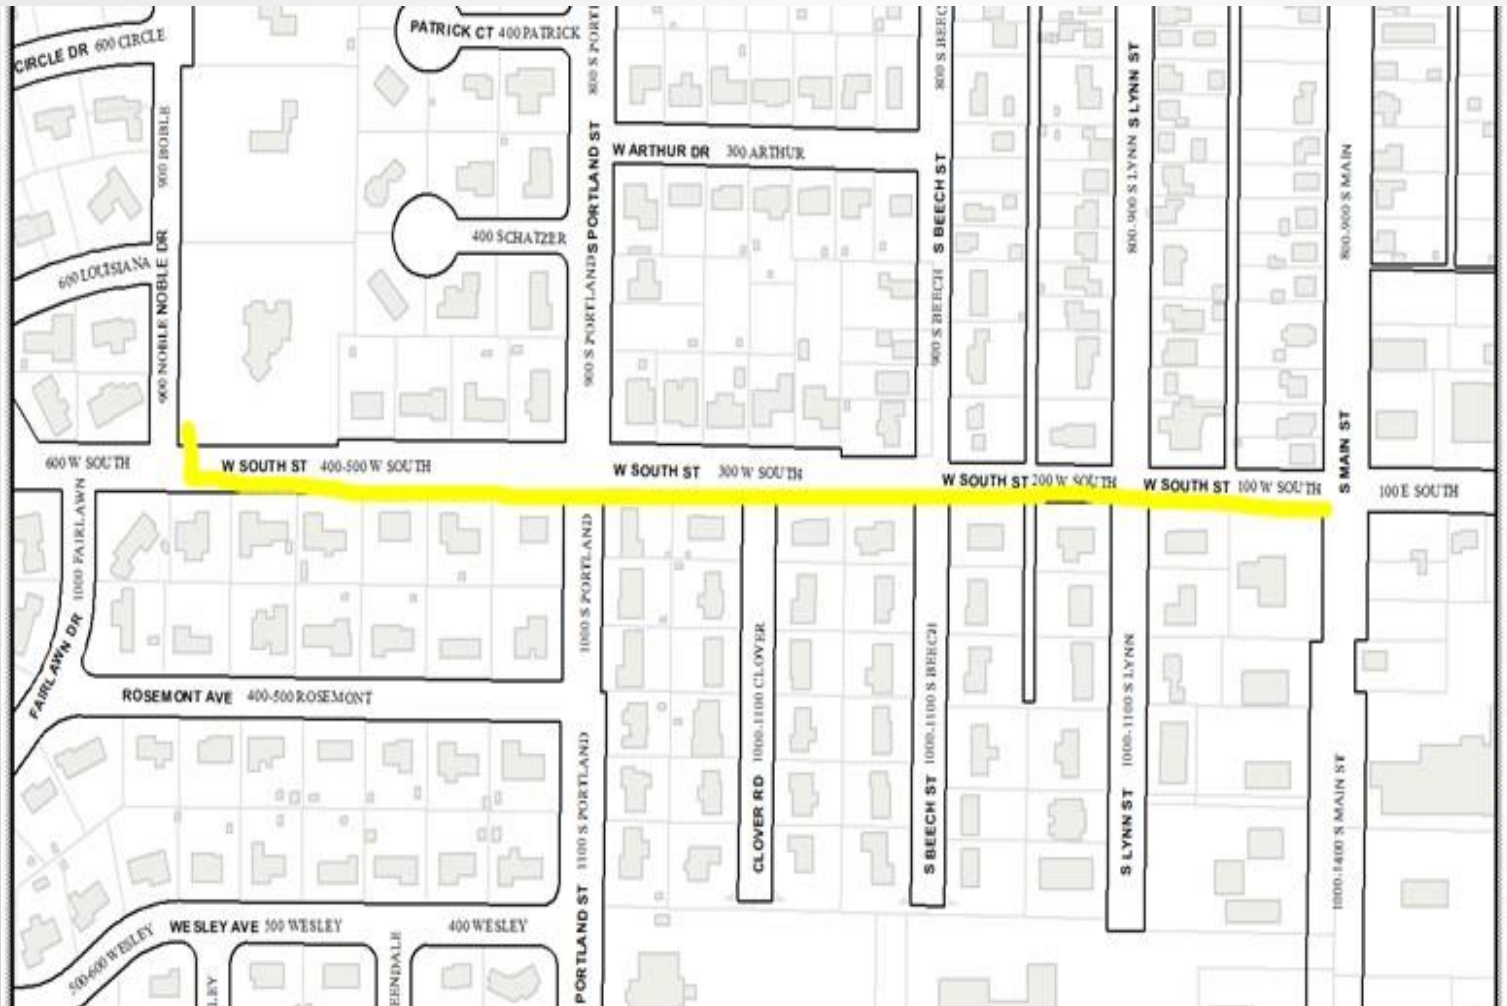 CIRCLE DR 600 CIRCLE
PATRICK CT 400 PATRICK
800 S PORTL
800 S BEEC
S LYNN ST
800-900 S LYNN
800-900 S MAIN
900 BOBLE
S PORTLAND ST
W ARTHUR DR 300 ARTHUR
S BEECH ST
400 SCHATZER
600 LOUISIANA
NOBLE DR
900 NOBLE
900 S PORTLAND
900 S BEECH
S MAIN ST
600 W SOUTH
W SOUTH ST 400-500 W SOUTH
W SOUTH ST 300 W SOUTH
W SOUTH ST 200 W SOUTH
W SOUTH ST 100 W SOUTH
100 E SOUTH
1000 FAIRLAWN
FAIRLAWN DR
1000 S PORTLAND
1000-1100 CLOVER
CLOVER RD
1000-1100 S BEECH
S BEECH ST
1000-1100 S LYNN
S LYNN ST
1000-1400 S MAIN ST
ROSEMONT AVE 400-500 ROSEMONT
1100 S PORTLAND
PORTLAND ST
WESLEY AVE 500 WESLEY
400 WESLEY
500-600 WESLEY
LEY
EENDALE